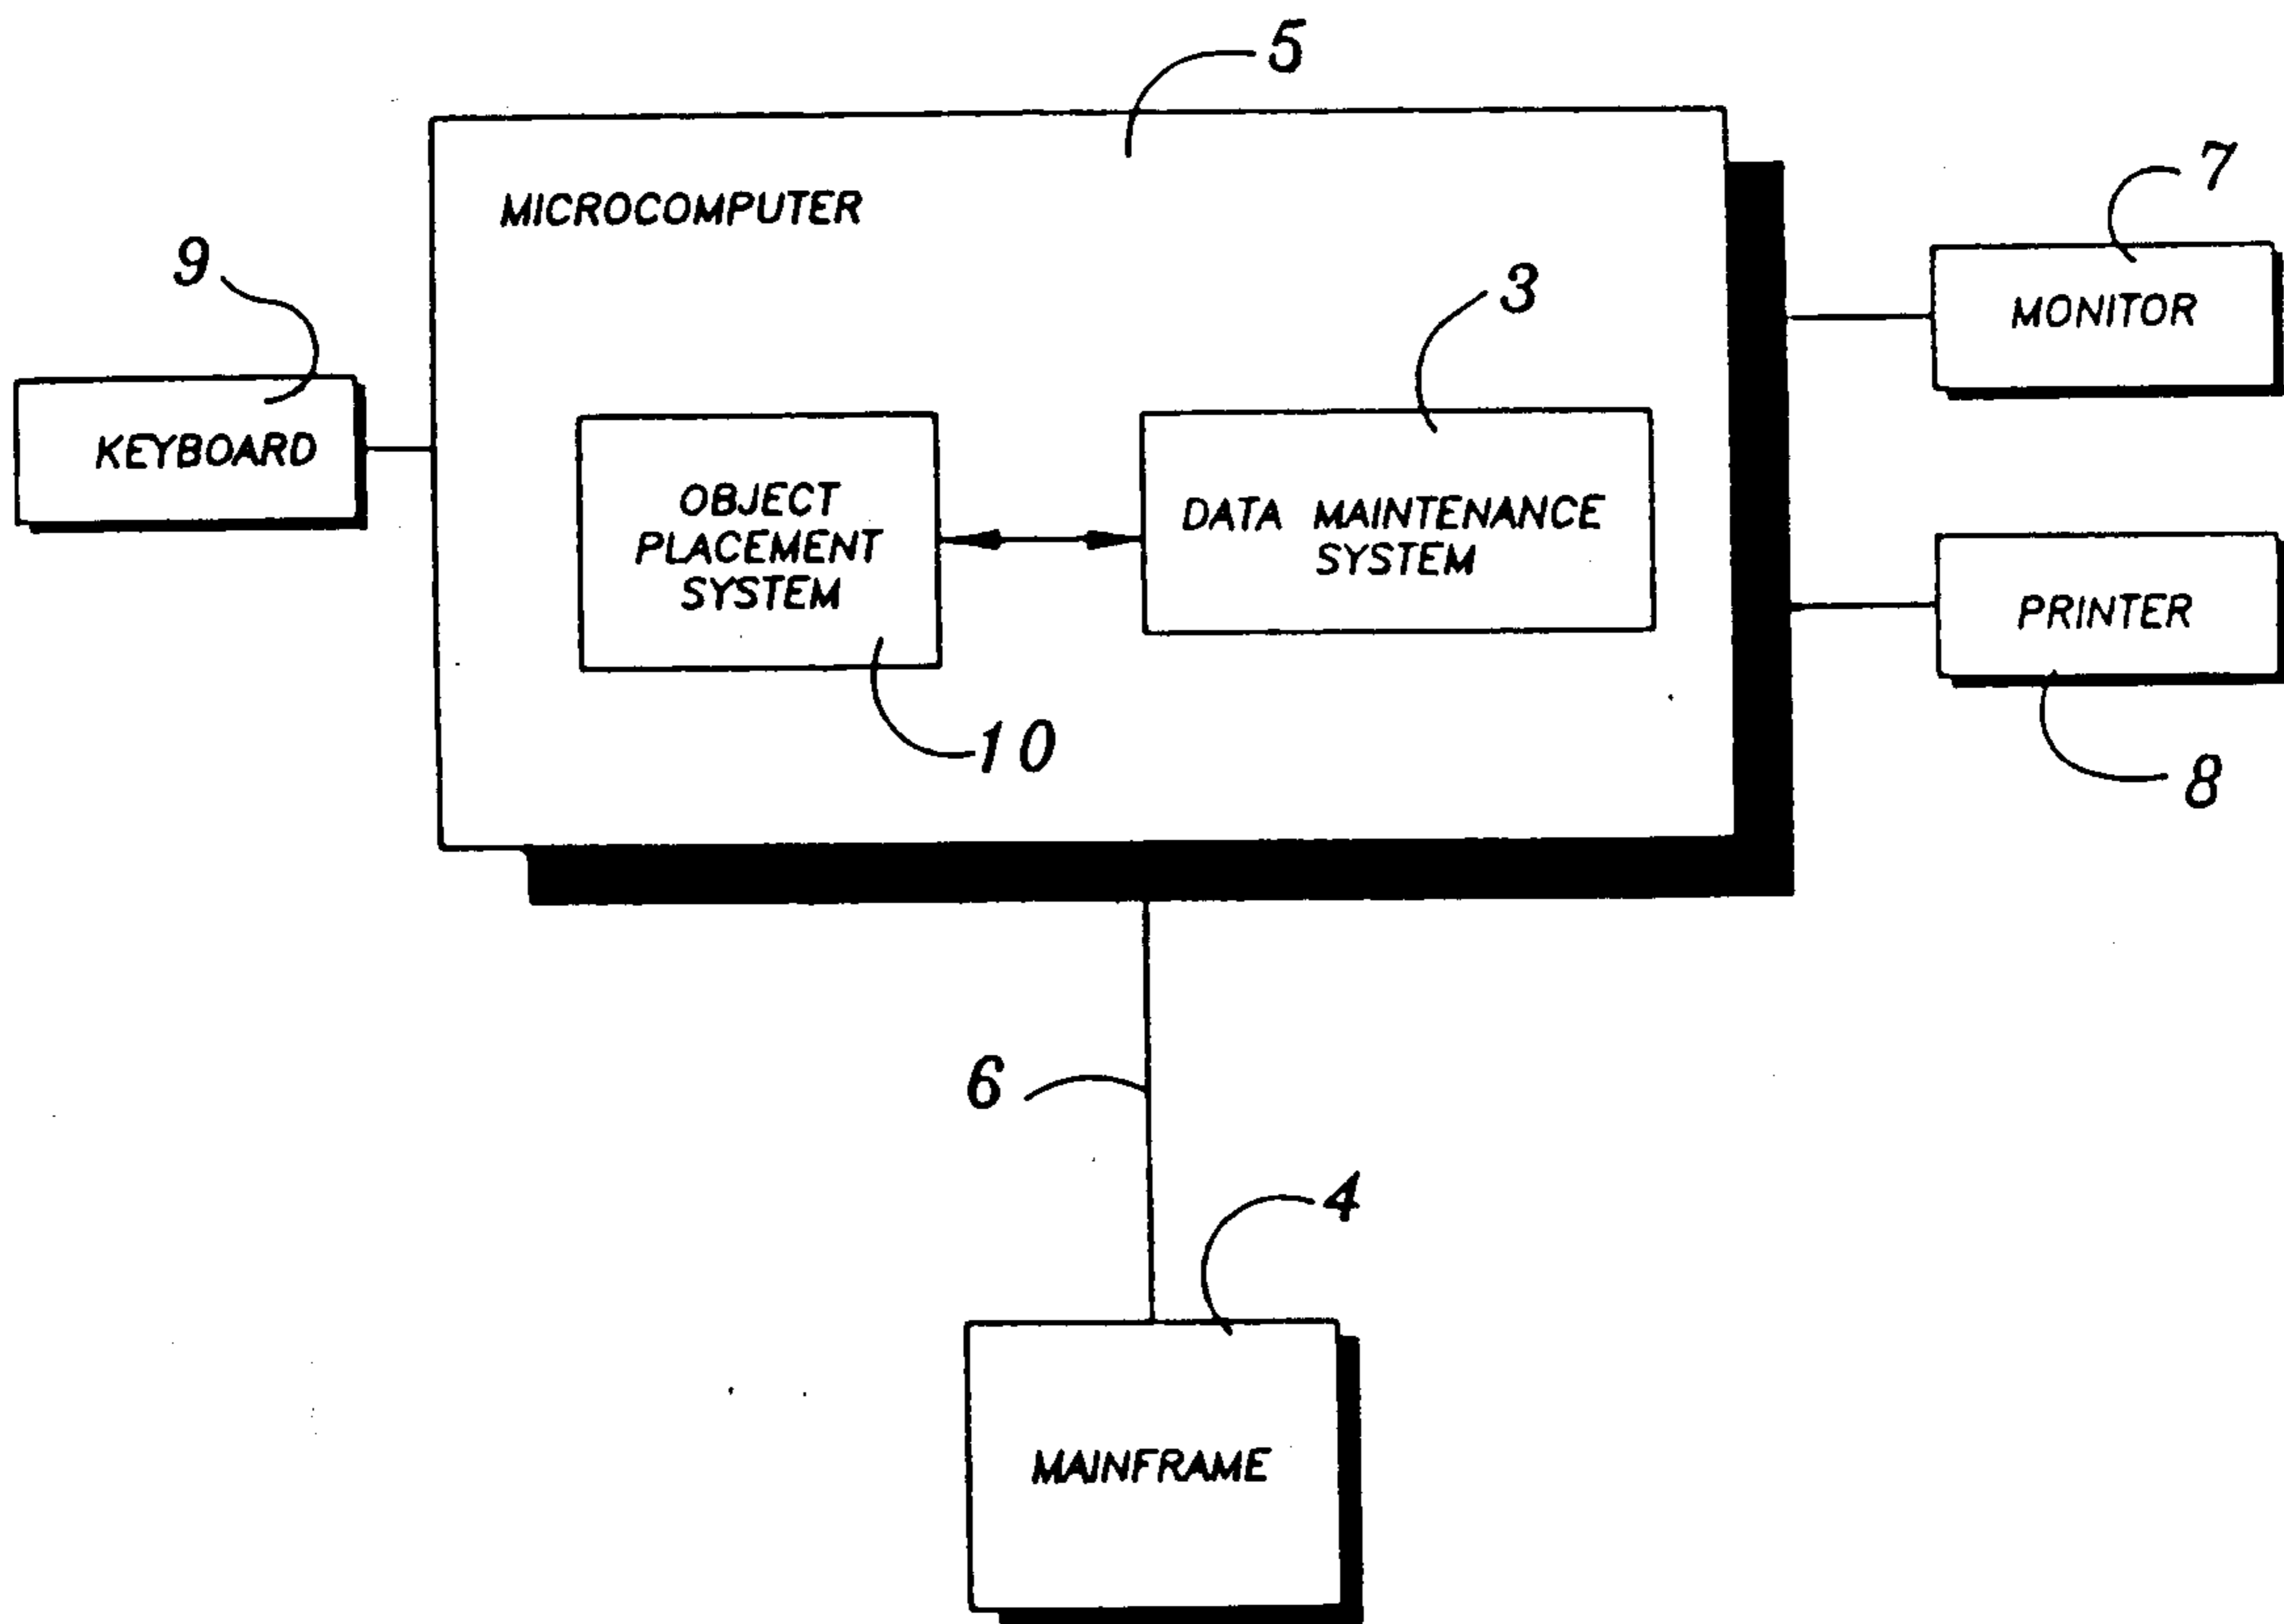 5
MICROCOMPUTER
7
9
3
MONITOR
KEYBOARD
OBJECT
PLACEMENT
SYSTEM
DATA MAINTENANCE
SYSTEM
PRINTER
10
8
6
4
MAINFRAME